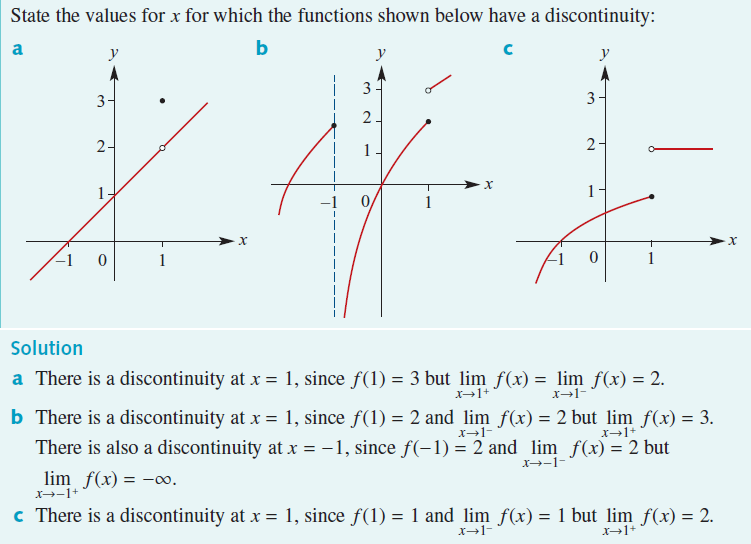 State the values for x for which the functions shown below have a discontinuity:
a
y
3
2
1
−1
0
1
x
b
y
3
2
1
−1
0
1
x
c
y
3
2
1
−1
0
1
x
Solution
a There is a discontinuity at x = 1, since f(1) = 3 but lim x→1+ f(x) = lim x→1− f(x) = 2.
b There is a discontinuity at x = 1, since f(1) = 2 and lim x→1− f(x) = 2 but lim x→1+ f(x) = 3.
There is also a discontinuity at x = −1, since f(−1) = 2 and lim x→−1− f(x) = 2 but
lim x→−1+ f(x) = −∞.
c There is a discontinuity at x = 1, since f(1) = 1 and lim x→1− f(x) = 1 but lim x→1+ f(x) = 2.